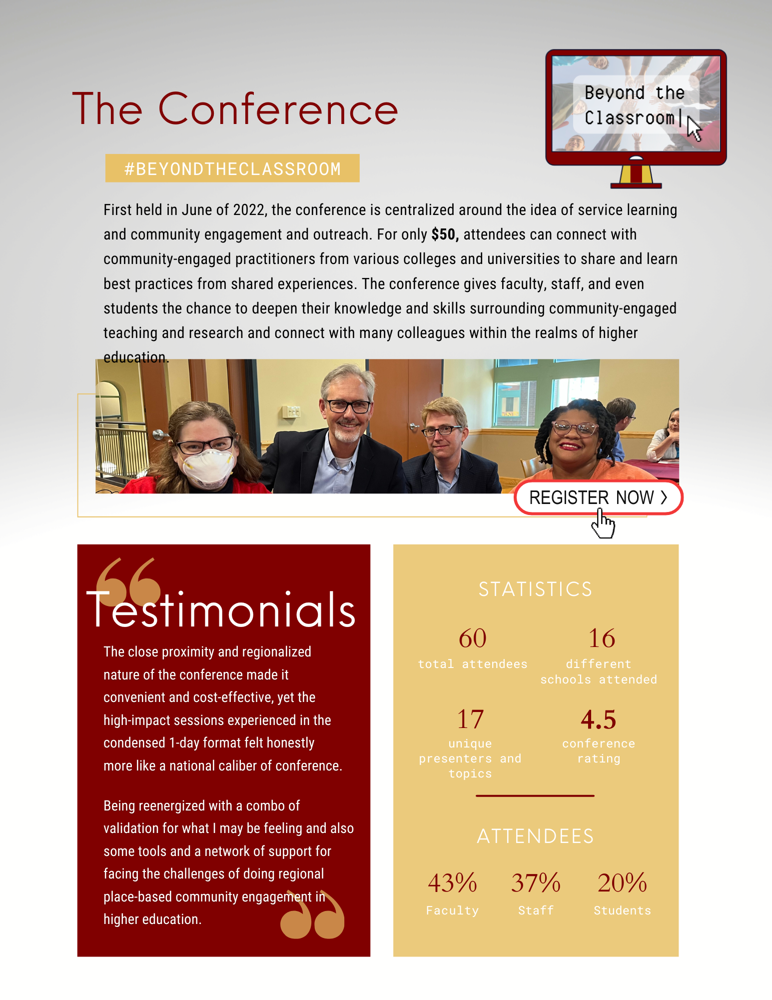 Beyond the
Classroom|
The Conference
#BEYONDTHECLASSROOM
First held in June of 2022, the conference is centralized around the idea of service learning
and community engagement and outreach. For only $50, attendees can connect with
community-engaged practitioners from various colleges and universities to share and learn
best practices from shared experiences. The conference gives faculty, staff, and even
students the chance to deepen their knowledge and skills surrounding community-engaged
teaching and research and connect with many colleagues within the realms of higher
education.
REGISTER NOW >
Testimonials
The close proximity and regionalized
nature of the conference made it
convenient and cost-effective, yet the
high-impact sessions experienced in the
condensed 1-day format felt honestly
more like a national caliber of conference.
Being reenergized with a combo of
validation for what I may be feeling and also
some tools and a network of support for
facing the challenges of doing regional
place-based community engagement in
higher education.
STATISTICS
60
total attendees
16
different
schools attended
17
unique
presenters and
topics
4.5
conference
rating
ATTENDEES
43%
Faculty
37%
Staff
20%
Students